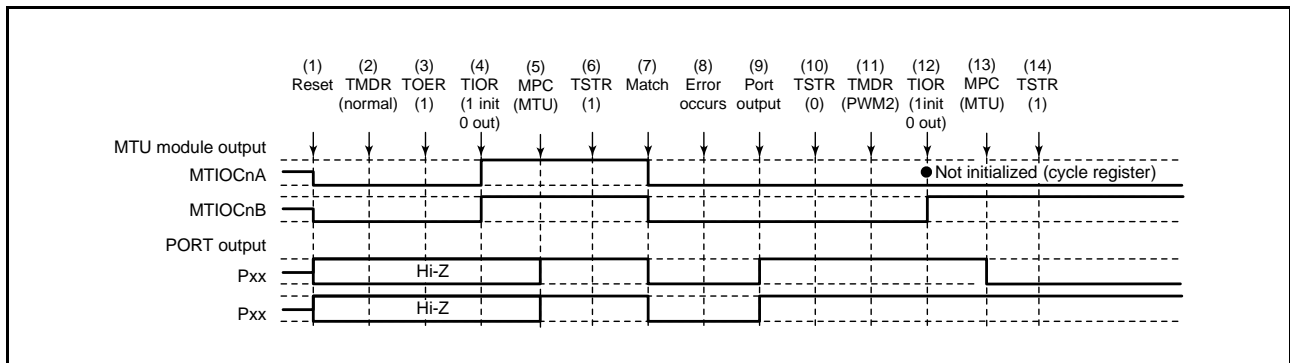 (1) (2) (3) (4) (5) (6) (7) (8) (9) (10) (11) (12) (13) (14)
Reset TMDR TOER TIOR MPC TSTR Match Error Port TSTR TMDR TIOR MPC TSTR
(normal) (1) (1 init (MTU) (1) occurs output (0) (PWM2) (1init (MTU) (1)
0 out) 0 out)
MTU module output
MTIOCnA
Not initialized (cycle register)
MTIOCnB
PORT output
Pxx
Hi-Z
Pxx
Hi-Z